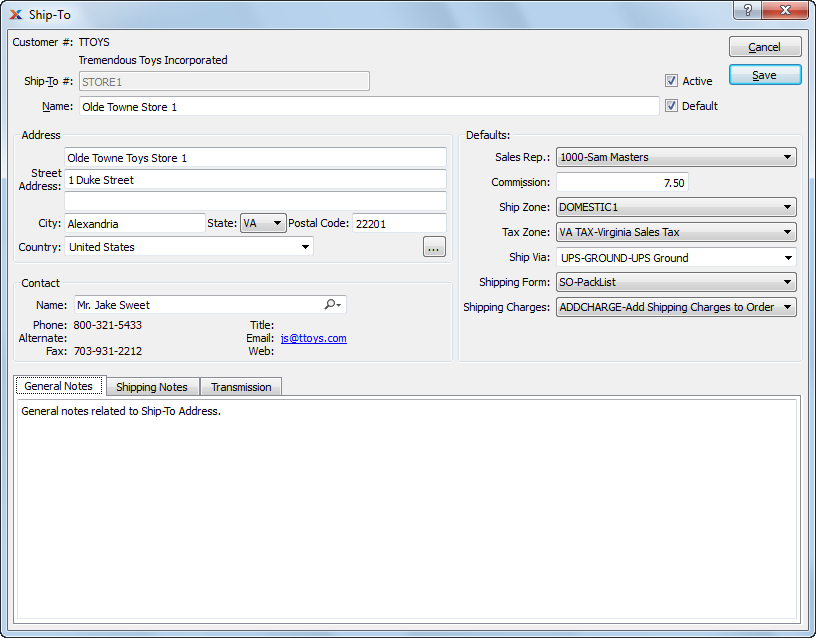 Ship-To
Customer #: TTOYS
Tremendous Toys Incorporated
Ship-To #: STORE1
Name: Olde Towne Store 1
Active
Default
Cancel
Save
Address
Street Address: Olde Towne Toys Store 1
1 Duke Street
City: Alexandria State: VA Postal Code: 22201
Country: United States ...
Contact
Name: Mr. Jake Sweet
Phone: 800-321-5433 Title:
Alternate: Email: js@ttoys.com
Fax: 703-931-2212 Web:
Defaults:
Sales Rep.: 1000-Sam Masters
Commission: 7.50
Ship Zone: DOMESTIC1
Tax Zone: VA TAX-Virginia Sales Tax
Ship Via: UPS-GROUND-UPS Ground
Shipping Form: SO-PackList
Shipping Charges: ADDCHARGE-Add Shipping Charges to Order
General Notes Shipping Notes Transmission
General notes related to Ship-To Address.